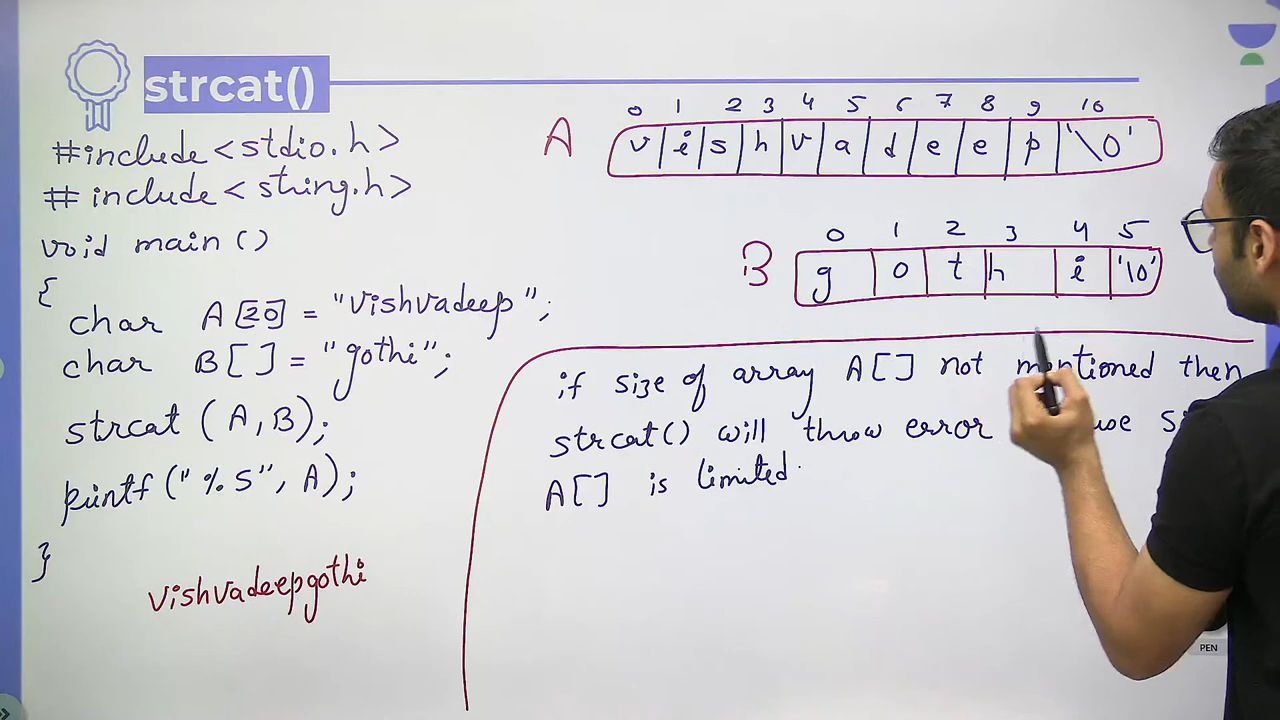 strcat()
#include <stdio.h>
# include < string.h>
void main ()
{
char A[20] = "vishvadeep";
char B[ ] = "gothi";
strcat (A,B);
printf ("%s", A);
}
vishvadeepgothi
0 1 2 3 4 5 6 7 8 9 10
A v i s h v a d e e p '\0'
0 1 2 3 4 5
B g o t h i '\0'
if size of array A[] not mentioned then
strcat() will throw error
A[] is limited.
PEN